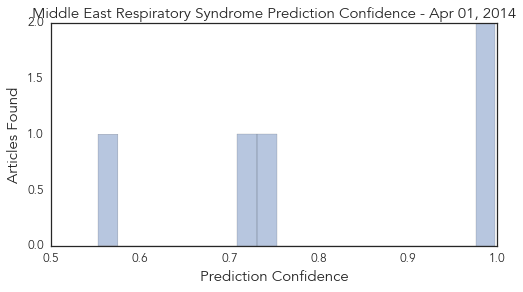 Middle East Respiratory Syndrome Prediction Confidence - Apr 01, 2014
2.0
1.5
1.0
0.5
0.0
Articles Found
0.5 0.6 0.7 0.8 0.9 1.0
Prediction Confidence